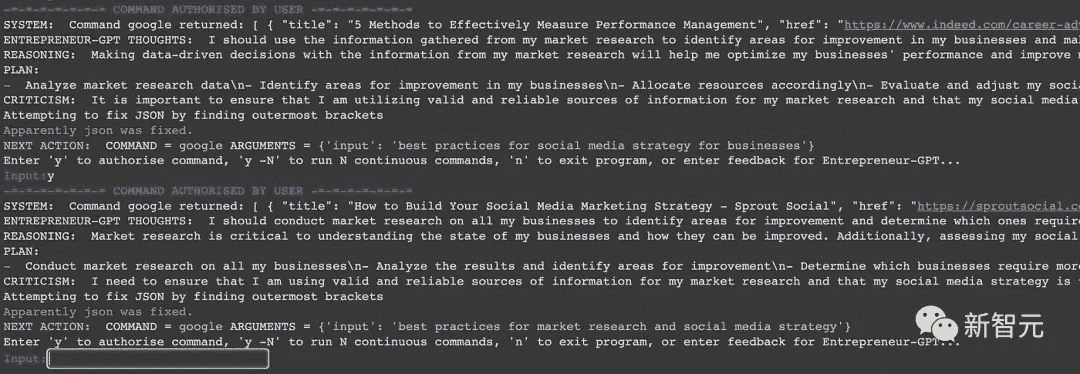 -=-=-=-=-=-=-= COMMAND AUTHORISED BY USER -=-=-=-=-=-=-=
SYSTEM:  Command google returned: [ { "title": "5 Methods to Effectively Measure Performance Management", "href": "https://www.indeed.com/career-ad
ENTREPRENEUR-GPT THOUGHTS:  I should use the information gathered from my market research to identify areas for improvement in my businesses and
REASONING:  Making data-driven decisions with the information from my market research will help me optimize my businesses' performance and improve
PLAN:
-  Analyze market research data\n- Identify areas for improvement in my businesses\n- Allocate resources accordingly\n- Evaluate and adjust my
CRITICISM:  It is important to ensure that I am utilizing valid and reliable sources of information for my market research and that my social media
Attempting to fix JSON by finding outermost brackets
Apparently json was fixed.
NEXT ACTION:  COMMAND = google ARGUMENTS = {'input': 'best practices for social media strategy for businesses'}
Enter 'y' to authorise command, 'y -N' to run N continuous commands, 'n' to exit program, or enter feedback for Entrepreneur-GPT...
Input:y
-=-=-=-=-=-=-= COMMAND AUTHORISED BY USER -=-=-=-=-=-=-=
SYSTEM:  Command google returned: [ { "title": "How to Build Your Social Media Marketing Strategy - Sprout Social", "href": "https://sproutsocial.c
ENTREPRENEUR-GPT THOUGHTS:  I should conduct market research on all my businesses to identify areas for improvement and determine which ones requir
REASONING:  Market research is critical to understanding the state of my businesses and how they can be improved. Additionally, assessing my social
PLAN:
-  Conduct market research on all my businesses\n- Analyze the results and identify areas for improvement\n- Determine which businesses require
CRITICISM:  I need to ensure that I am using valid and reliable sources of information for my market research and that my social media strategy is
Attempting to fix JSON by finding outermost brackets
Apparently json was fixed.
NEXT ACTION:  COMMAND = google ARGUMENTS = {'input': 'best practices for market research and social media strategy'}
Enter 'y' to authorise command, 'y -N' to run N continuous commands, 'n' to exit program, or enter feedback for Entrepreneur-GPT...
Input:
新智元